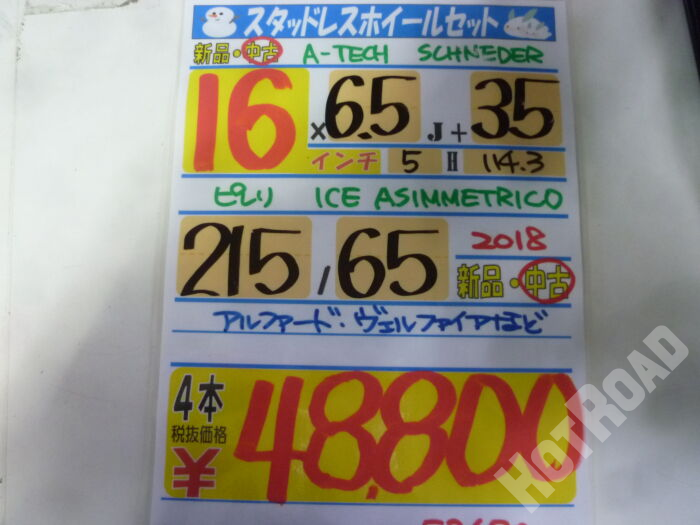 スタッドレスホイールセット
新品・中古 A-TECH SCHNEDER
16 ×6.5 J+35
インチ 5 H 114.3
ピレリ ICE ASIMMETRICO
215/65 2018
新品・中古
アルファード・ヴェルファイアなど
4本
税抜価格
¥48,800
HOTROAD